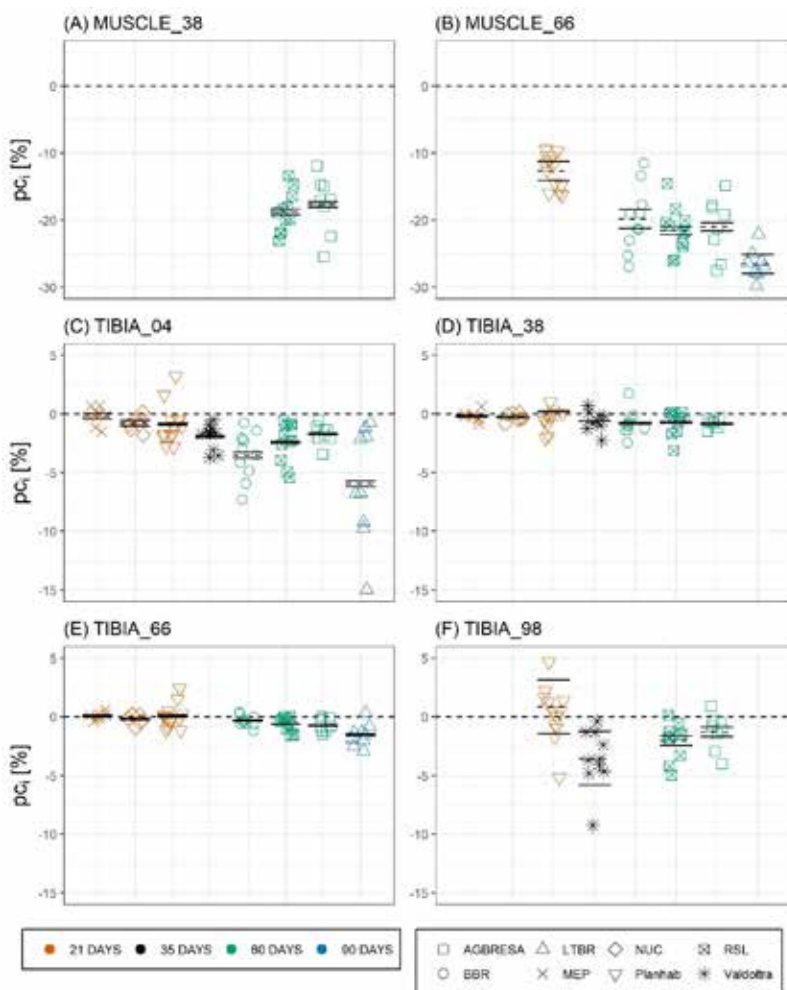 (A) MUSCLE_38
(B) MUSCLE_66
pcᵢ [%]
0
-10
-20
-30
0
-10
-20
-30
(C) TIBIA_04
(D) TIBIA_38
pcᵢ [%]
5
0
-5
-10
-15
5
0
-5
-10
-15
(E) TIBIA_66
(F) TIBIA_98
pcᵢ [%]
5
0
-5
-10
-15
5
0
-5
-10
-15
21 DAYS 35 DAYS 60 DAYS 90 DAYS
AGBRESA LTBR NUC RSL
BBR MEP Planhab Valdoltra